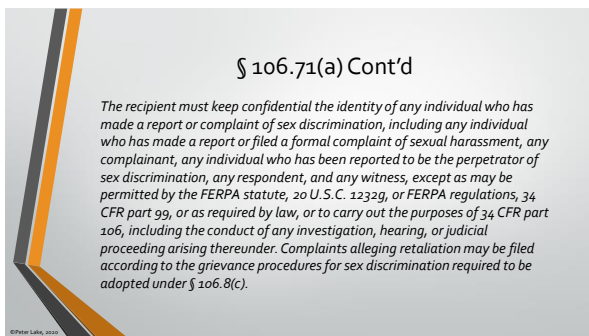 § 106.71(a) Cont’d
The recipient must keep confidential the identity of any individual who has
made a report or complaint of sex discrimination, including any individual
who has made a report or filed a formal complaint of sexual harassment, any
complainant, any individual who has been reported to be the perpetrator of
sex discrimination, any respondent, and any witness, except as may be
permitted by the FERPA statute, 20 U.S.C. 1232g, or FERPA regulations, 34
CFR part 99, or as required by law, or to carry out the purposes of 34 CFR part
106, including the conduct of any investigation, hearing, or judicial
proceeding arising thereunder. Complaints alleging retaliation may be filed
according to the grievance procedures for sex discrimination required to be
adopted under § 106.8(c).
©Peter Lake, 2020